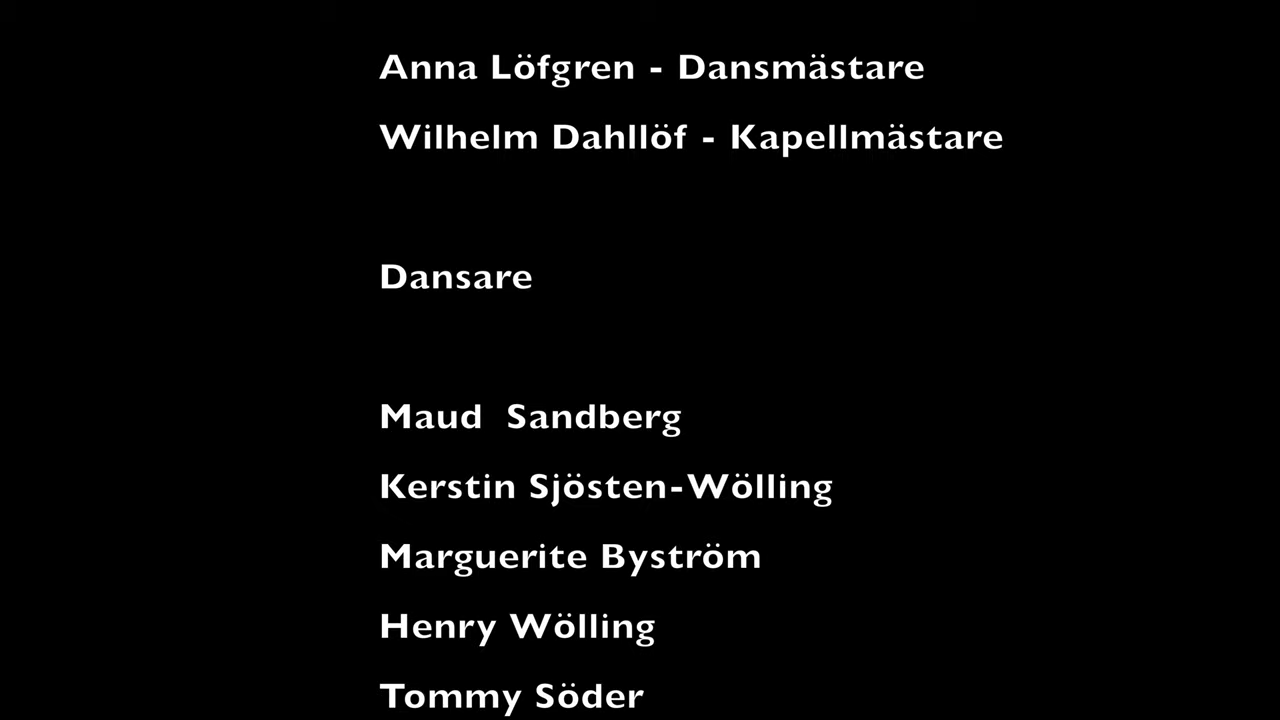 Anna Löfgren - Dansmästare
Wilhelm Dahllöf - Kapellmästare
Dansare
Maud  Sandberg
Kerstin Sjösten-Wölling
Marguerite Byström
Henry Wölling
Tommy Söder